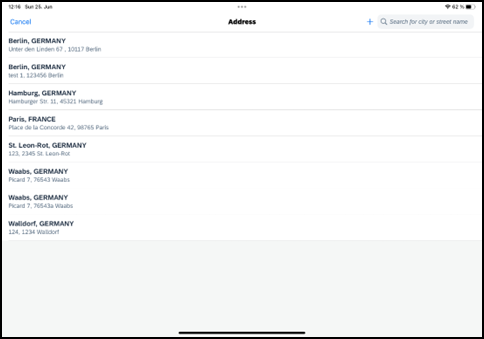 12:16 Sun 25. Jun
62 %
Cancel
Address
+
Search for city or street name
Berlin, GERMANY
Unter den Linden 67 , 10117 Berlin
Berlin, GERMANY
test 1, 123456 Berlin
Hamburg, GERMANY
Hamburger Str. 11, 45321 Hamburg
Paris, FRANCE
Place de la Concorde 42, 98765 Paris
St. Leon-Rot, GERMANY
123, 2345 St. Leon-Rot
Waabs, GERMANY
Picard 7, 76543 Waabs
Waabs, GERMANY
Picard 7, 76543a Waabs
Walldorf, GERMANY
124, 1234 Walldorf